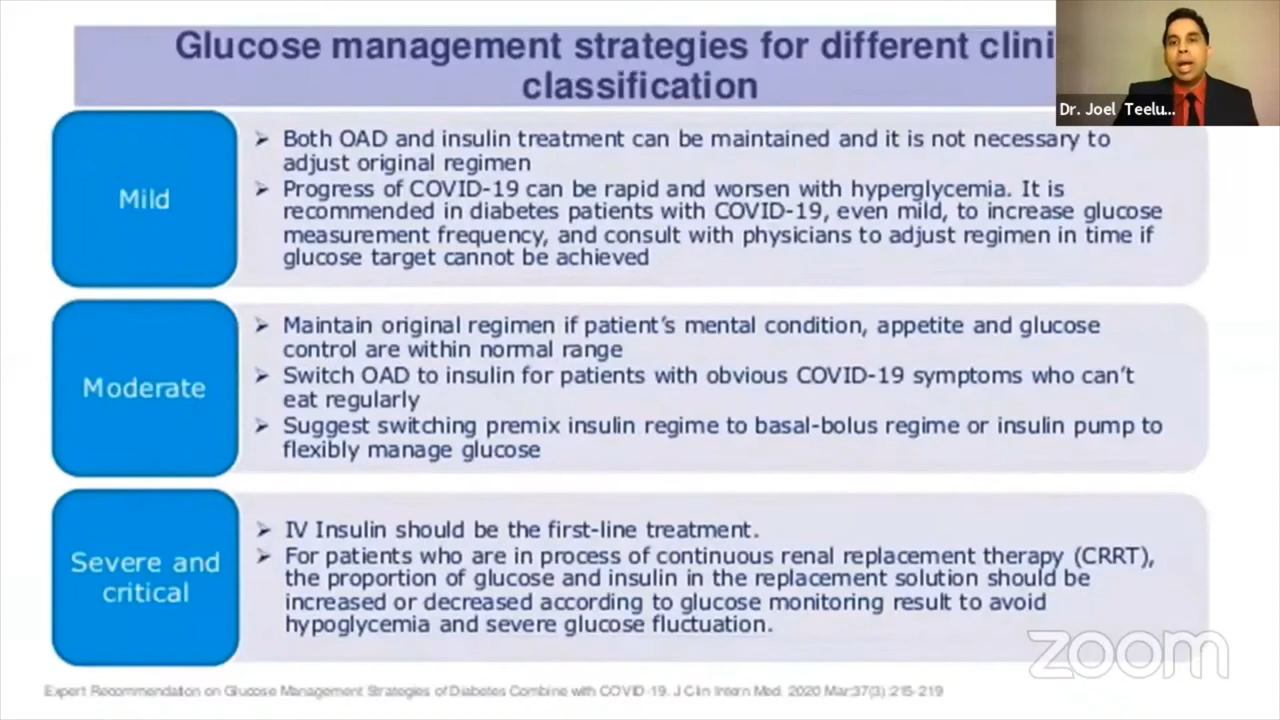 Glucose management strategies for different clini
classification
Dr. Joel Teelu...
Mild
➤ Both OAD and insulin treatment can be maintained and it is not necessary to
adjust original regimen
➤ Progress of COVID-19 can be rapid and worsen with hyperglycemia. It is
recommended in diabetes patients with COVID-19, even mild, to increase glucose
measurement frequency, and consult with physicians to adjust regimen in time if
glucose target cannot be achieved
Moderate
➤ Maintain original regimen if patient's mental condition, appetite and glucose
control are within normal range
➤ Switch OAD to insulin for patients with obvious COVID-19 symptoms who can't
eat regularly
➤ Suggest switching premix insulin regime to basal-bolus regime or insulin pump to
flexibly manage glucose
Severe and
critical
➤ IV Insulin should be the first-line treatment.
➤ For patients who are in process of continuous renal replacement therapy (CRRT),
the proportion of glucose and insulin in the replacement solution should be
increased or decreased according to glucose monitoring result to avoid
hypoglycemia and severe glucose fluctuation.
zoom
Expert Recommendation on Glucose Management Strategies of Diabetes Combine with COVID-19. J Clin Intern Med. 2020 Mar;37(3):215-219